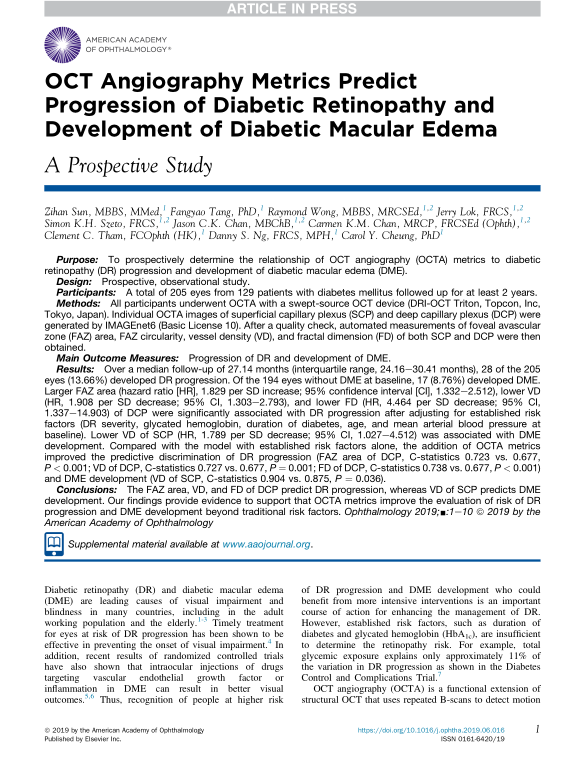 ARTICLE IN PRESS
AMERICAN ACADEMY
OF OPHTHALMOLOGY®
OCT Angiography Metrics Predict
Progression of Diabetic Retinopathy and
Development of Diabetic Macular Edema
A Prospective Study
Zihan Sun, MBBS, MMed,1 Fangyao Tang, PhD,1 Raymond Wong, MBBS, MRCSEd,1,2 Jerry Lok, FRCS,1,2
Simon K.H. Szeto, FRCS,1,2 Jason C.K. Chan, MBChB,1,2 Carmen K.M. Chan, MRCP, FRCSEd (Ophth),1,2
Clement C. Tham, FCOphth (HK),1 Danny S. Ng, FRCS, MPH,1 Carol Y. Cheung, PhD1
Purpose: To prospectively determine the relationship of OCT angiography (OCTA) metrics to diabetic
retinopathy (DR) progression and development of diabetic macular edema (DME).
Design: Prospective, observational study.
Participants: A total of 205 eyes from 129 patients with diabetes mellitus followed up for at least 2 years.
Methods: All participants underwent OCTA with a swept-source OCT device (DRI-OCT Triton, Topcon, Inc,
Tokyo, Japan). Individual OCTA images of superficial capillary plexus (SCP) and deep capillary plexus (DCP) were
generated by IMAGEnet6 (Basic License 10). After a quality check, automated measurements of foveal avascular
zone (FAZ) area, FAZ circularity, vessel density (VD), and fractal dimension (FD) of both SCP and DCP were then
obtained.
Main Outcome Measures: Progression of DR and development of DME.
Results: Over a median follow-up of 27.14 months (interquartile range, 24.16–30.41 months), 28 of the 205
eyes (13.66%) developed DR progression. Of the 194 eyes without DME at baseline, 17 (8.76%) developed DME.
Larger FAZ area (hazard ratio [HR], 1.829 per SD increase; 95% confidence interval [CI], 1.332–2.512), lower VD
(HR, 1.908 per SD decrease; 95% CI, 1.303–2.793), and lower FD (HR, 4.464 per SD decrease; 95% CI,
1.337–14.903) of DCP were significantly associated with DR progression after adjusting for established risk
factors (DR severity, glycated hemoglobin, duration of diabetes, age, and mean arterial blood pressure at
baseline). Lower VD of SCP (HR, 1.789 per SD decrease; 95% CI, 1.027–4.512) was associated with DME
development. Compared with the model with established risk factors alone, the addition of OCTA metrics
improved the predictive discrimination of DR progression (FAZ area of DCP, C-statistics 0.723 vs. 0.677,
P < 0.001; VD of DCP, C-statistics 0.727 vs. 0.677, P = 0.001; FD of DCP, C-statistics 0.738 vs. 0.677, P < 0.001)
and DME development (VD of SCP, C-statistics 0.904 vs. 0.875, P = 0.036).
Conclusions: The FAZ area, VD, and FD of DCP predict DR progression, whereas VD of SCP predicts DME
development. Our findings provide evidence to support that OCTA metrics improve the evaluation of risk of DR
progression and DME development beyond traditional risk factors. Ophthalmology 2019;■:1–10 © 2019 by the
American Academy of Ophthalmology
Supplemental material available at www.aaojournal.org.
Diabetic retinopathy (DR) and diabetic macular edema
(DME) are leading causes of visual impairment and
blindness in many countries, including in the adult
working population and the elderly.1-3 Timely treatment
for eyes at risk of DR progression has been shown to be
effective in preventing the onset of visual impairment.4 In
addition, recent results of randomized controlled trials
have also shown that intraocular injections of drugs
targeting vascular endothelial growth factor or
inflammation in DME can result in better visual
outcomes.5,6 Thus, recognition of people at higher risk
of DR progression and DME development who could
benefit from more intensive interventions is an important
course of action for enhancing the management of DR.
However, established risk factors, such as duration of
diabetes and glycated hemoglobin (HbA1c), are insufficient
to determine the retinopathy risk. For example, total
glycemic exposure explains only approximately 11% of
the variation in DR progression as shown in the Diabetes
Control and Complications Trial.7
OCT angiography (OCTA) is a functional extension of
structural OCT that uses repeated B-scans to detect motion
© 2019 by the American Academy of Ophthalmology
Published by Elsevier Inc.
https://doi.org/10.1016/j.ophtha.2019.06.016
ISSN 0161-6420/19
1